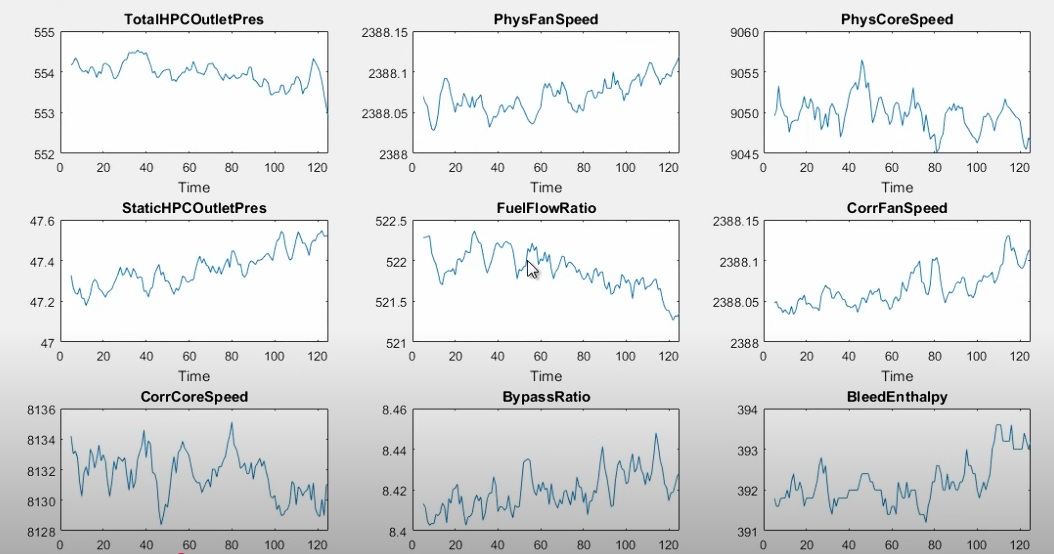 TotalHPCOutletPres PhysFanSpeed PhysCoreSpeed
555 2388.15 9060
554 2388.1 9055
553 2388.05 9050
552 2388 9045
0 20 40 60 80 100 120 0 20 40 60 80 100 120 0 20 40 60 80 100 120
Time Time Time
StaticHPCOutletPres FuelFlowRatio CorrFanSpeed
47.6 522.5 2388.15
47.4 522 2388.1
47.2 521.5 2388.05
47 521 2388
0 20 40 60 80 100 120 0 20 40 60 80 100 120 0 20 40 60 80 100 120
Time Time Time
CorrCoreSpeed BypassRatio BleedEnthalpy
8136 8.46 394
8134 8.44 393
8132
8130 8.42 392
8128 8.4 391
0 20 40 60 80 100 120 0 20 40 60 80 100 120 0 20 40 60 80 100 120